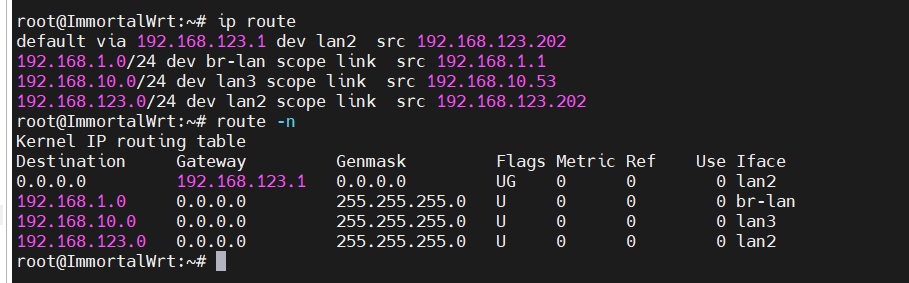 root@ImmortalWrt:~# ip route
default via 192.168.123.1 dev lan2  src 192.168.123.202
192.168.1.0/24 dev br-lan scope link  src 192.168.1.1
192.168.10.0/24 dev lan3 scope link  src 192.168.10.53
192.168.123.0/24 dev lan2 scope link  src 192.168.123.202
root@ImmortalWrt:~# route -n
Kernel IP routing table
Destination     Gateway         Genmask         Flags Metric Ref    Use Iface
0.0.0.0         192.168.123.1   0.0.0.0         UG    0      0        0 lan2
192.168.1.0     0.0.0.0         255.255.255.0   U     0      0        0 br-lan
192.168.10.0    0.0.0.0         255.255.255.0   U     0      0        0 lan3
192.168.123.0   0.0.0.0         255.255.255.0   U     0      0        0 lan2
root@ImmortalWrt:~#